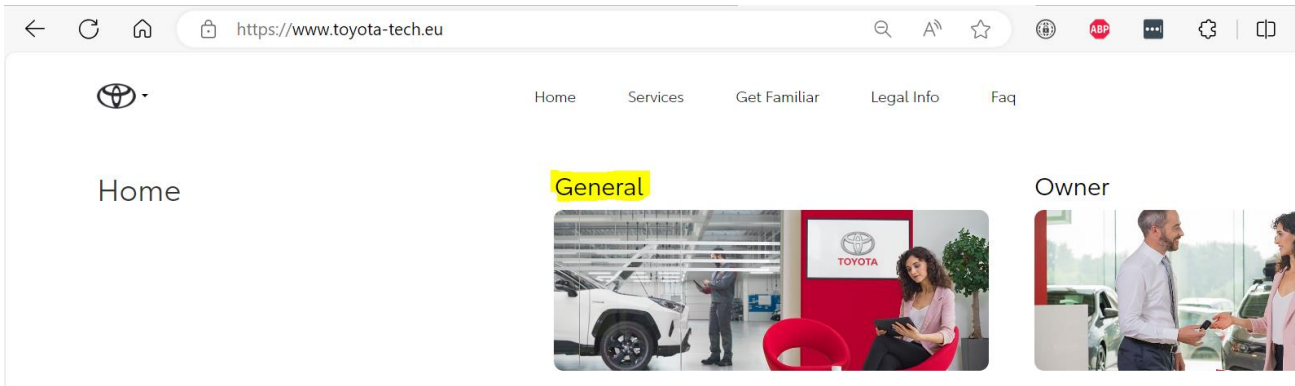 https://www.toyota-tech.eu
ABP
Home Services Get Familiar Legal Info Faq
Home
General
Owner
TOYOTA